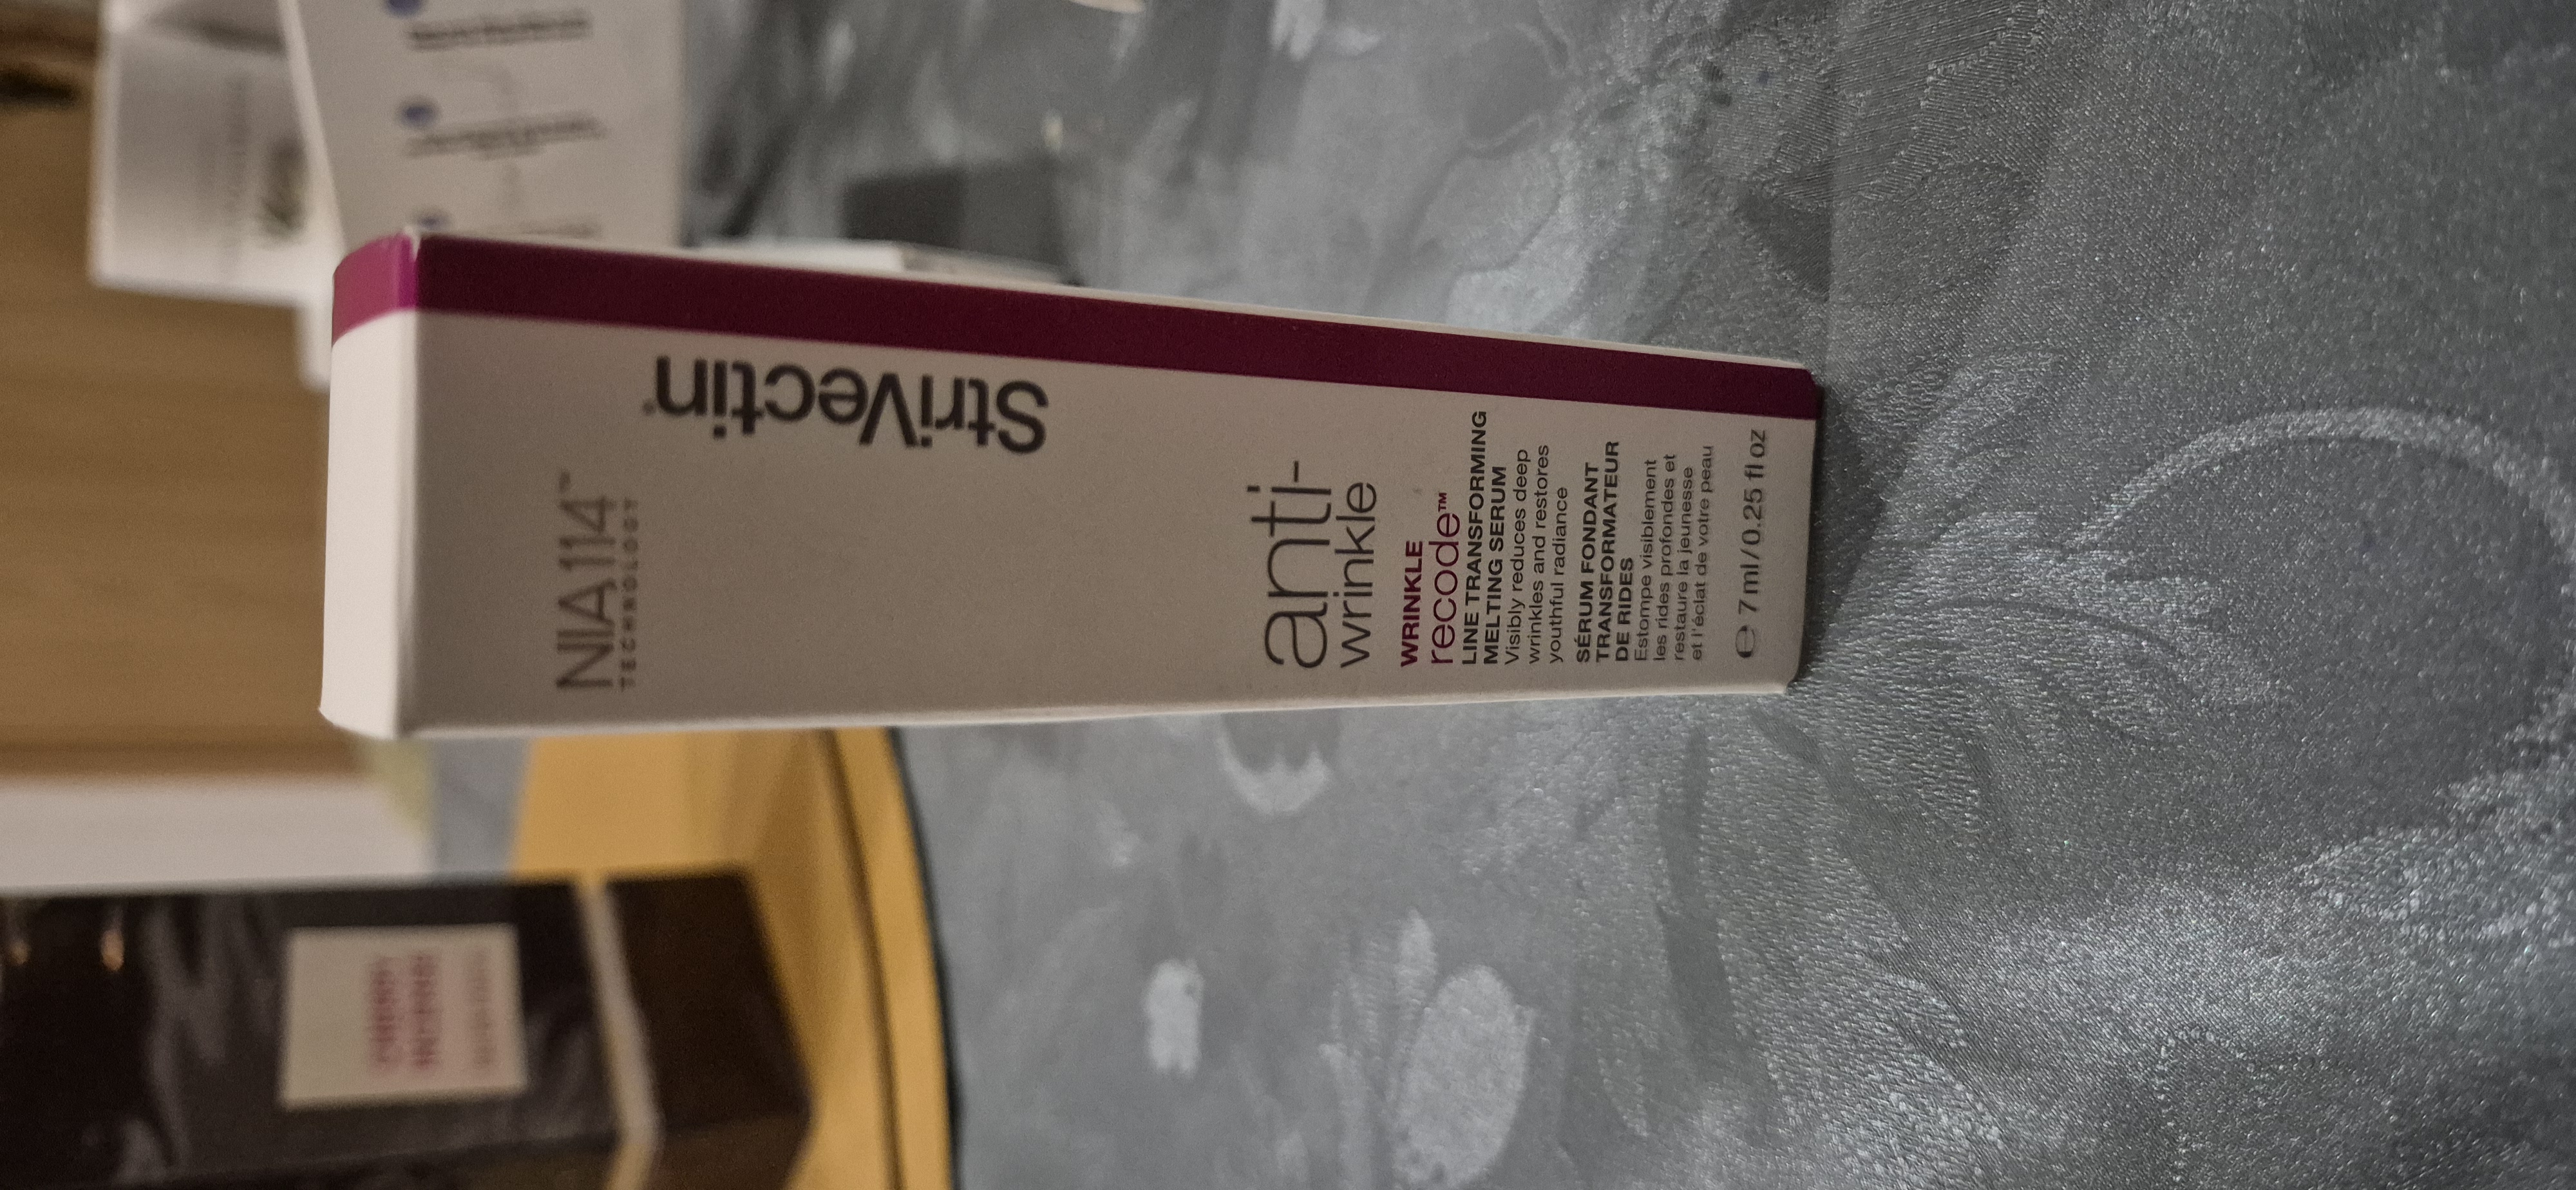 NIA114™
TECHNOLOGY
StriVectin®
anti-
wrinkle
WRINKLE
recode™
LINE TRANSFORMING
MELTING SERUM
Visibly reduces deep
wrinkles and restores
youthful radiance
SÉRUM FONDANT
TRANSFORMATEUR
DE RIDES
Estompe visiblement
les rides profondes et
restaure la jeunesse
et l'éclat de votre peau
e 7 ml / 0.25 fl oz